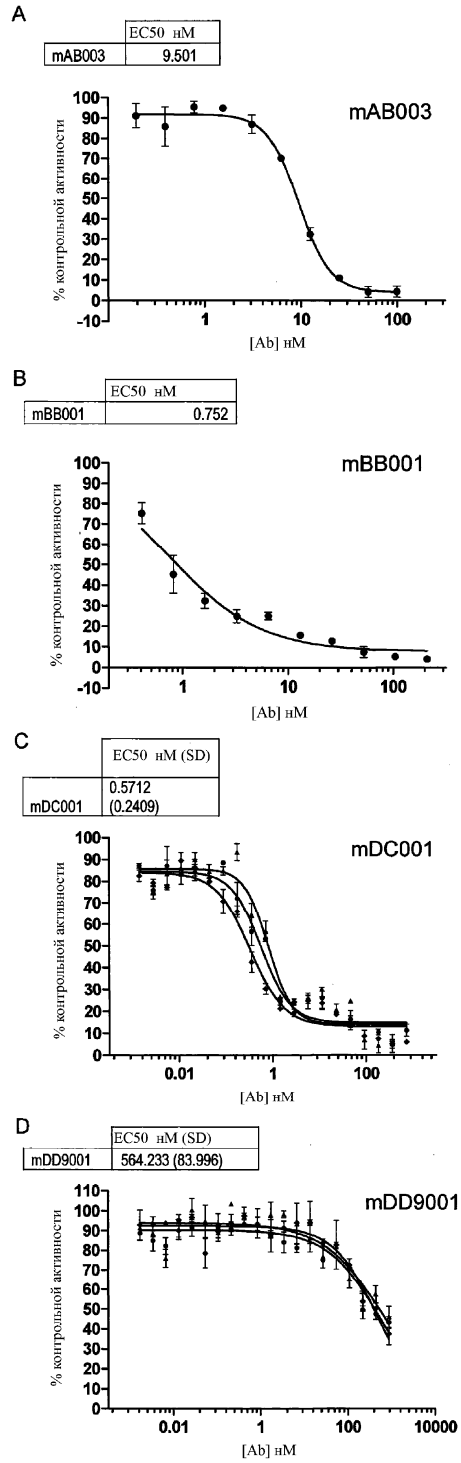 A
EC50 нМ
mAB003 9.501
mAB003
% контрольной активности
100
90
80
70
60
50
40
30
20
10
0
-10
1 10 100
[Ab] нМ
B
EC50 нМ
mBB001 0.752
mBB001
% контрольной активности
100
90
80
70
60
50
40
30
20
10
0
-10
1 10 100
[Ab] нМ
C
EC50 нМ (SD)
0.5712
mDC001 (0.2409)
mDC001
% контрольной активности
100
90
80
70
60
50
40
30
20
10
0
0.01 1 100
[Ab] нМ
D
EC50 нМ (SD)
mDD9001 564.233 (83.996)
mDD9001
% контрольной активности
110
100
90
80
70
60
50
40
30
20
10
0
0.01 1 100 10000
[Ab] нМ